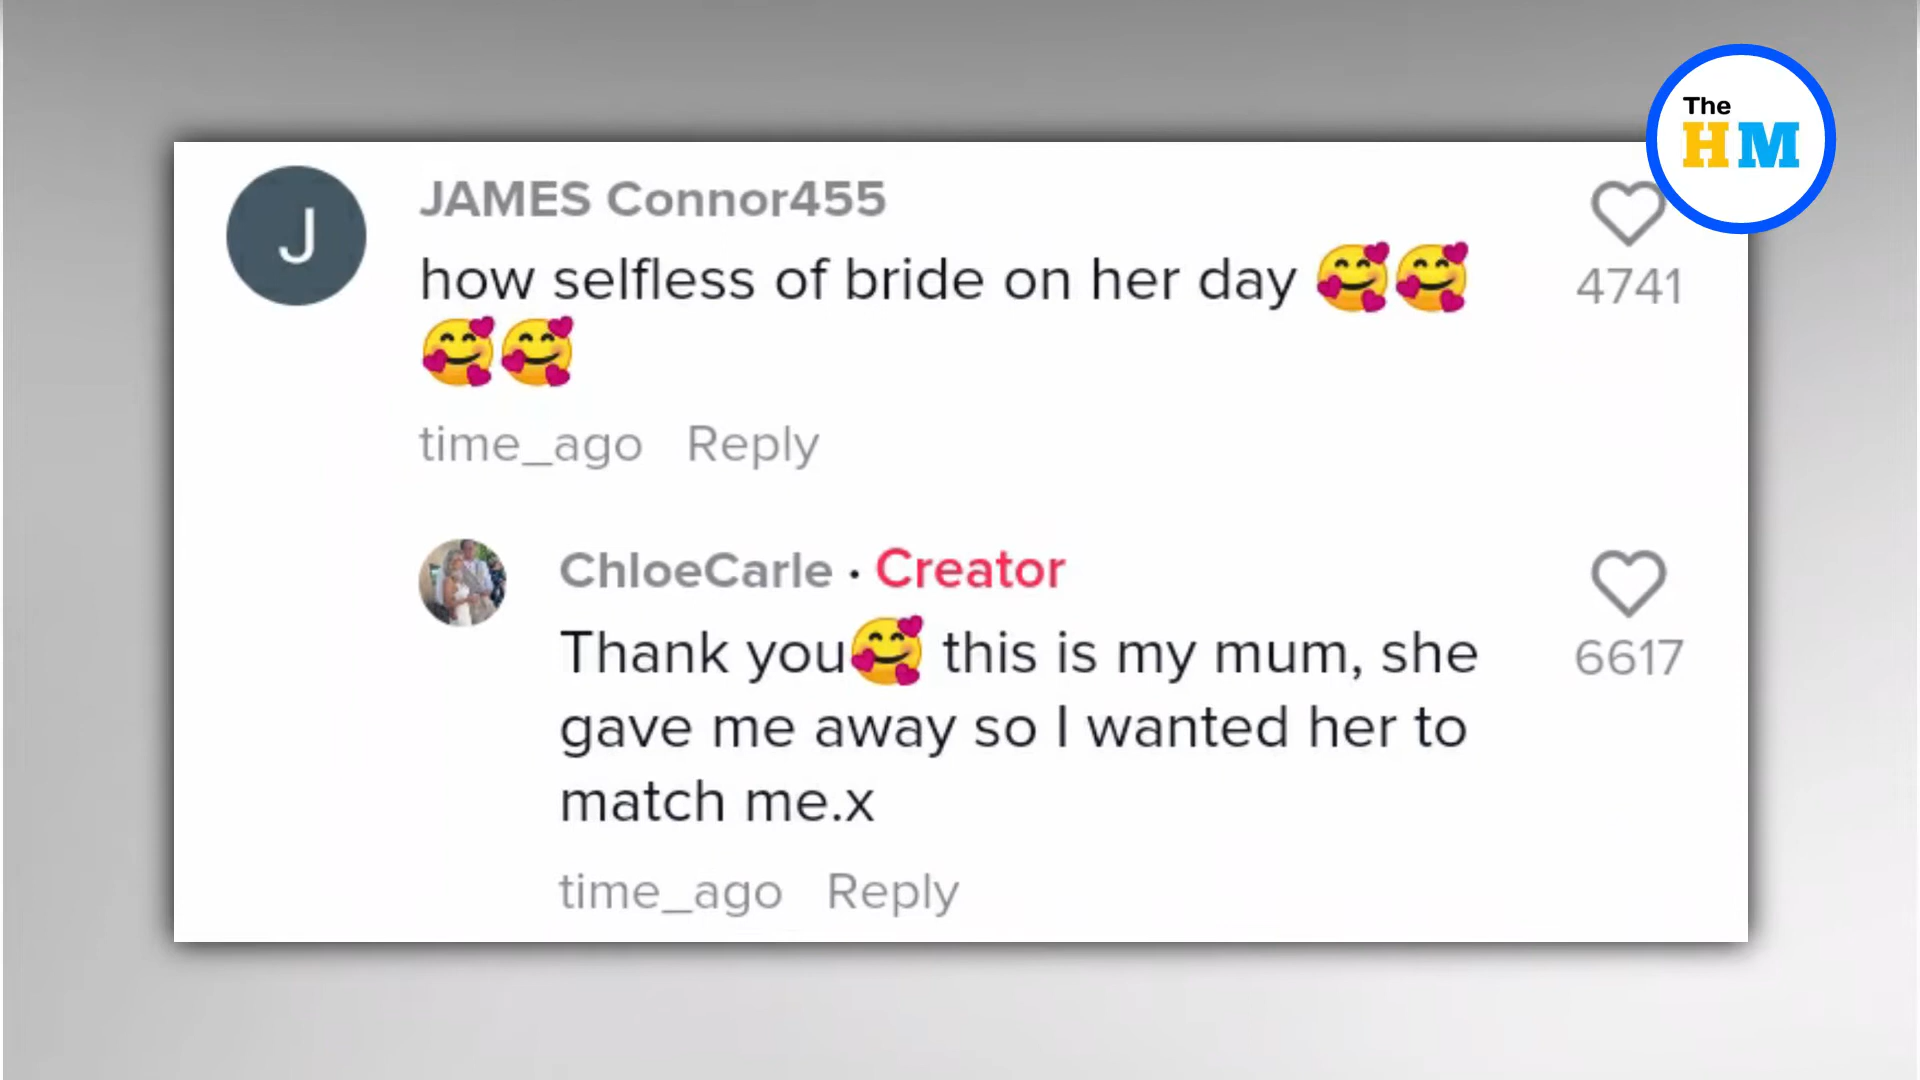 The
HM
J
JAMES Connor455
how selfless of bride on her day 🥰🥰
🥰🥰
4741
time_ago Reply
ChloeCarle · Creator
Thank you🥰 this is my mum, she
gave me away so I wanted her to
match me.x
6617
time_ago Reply